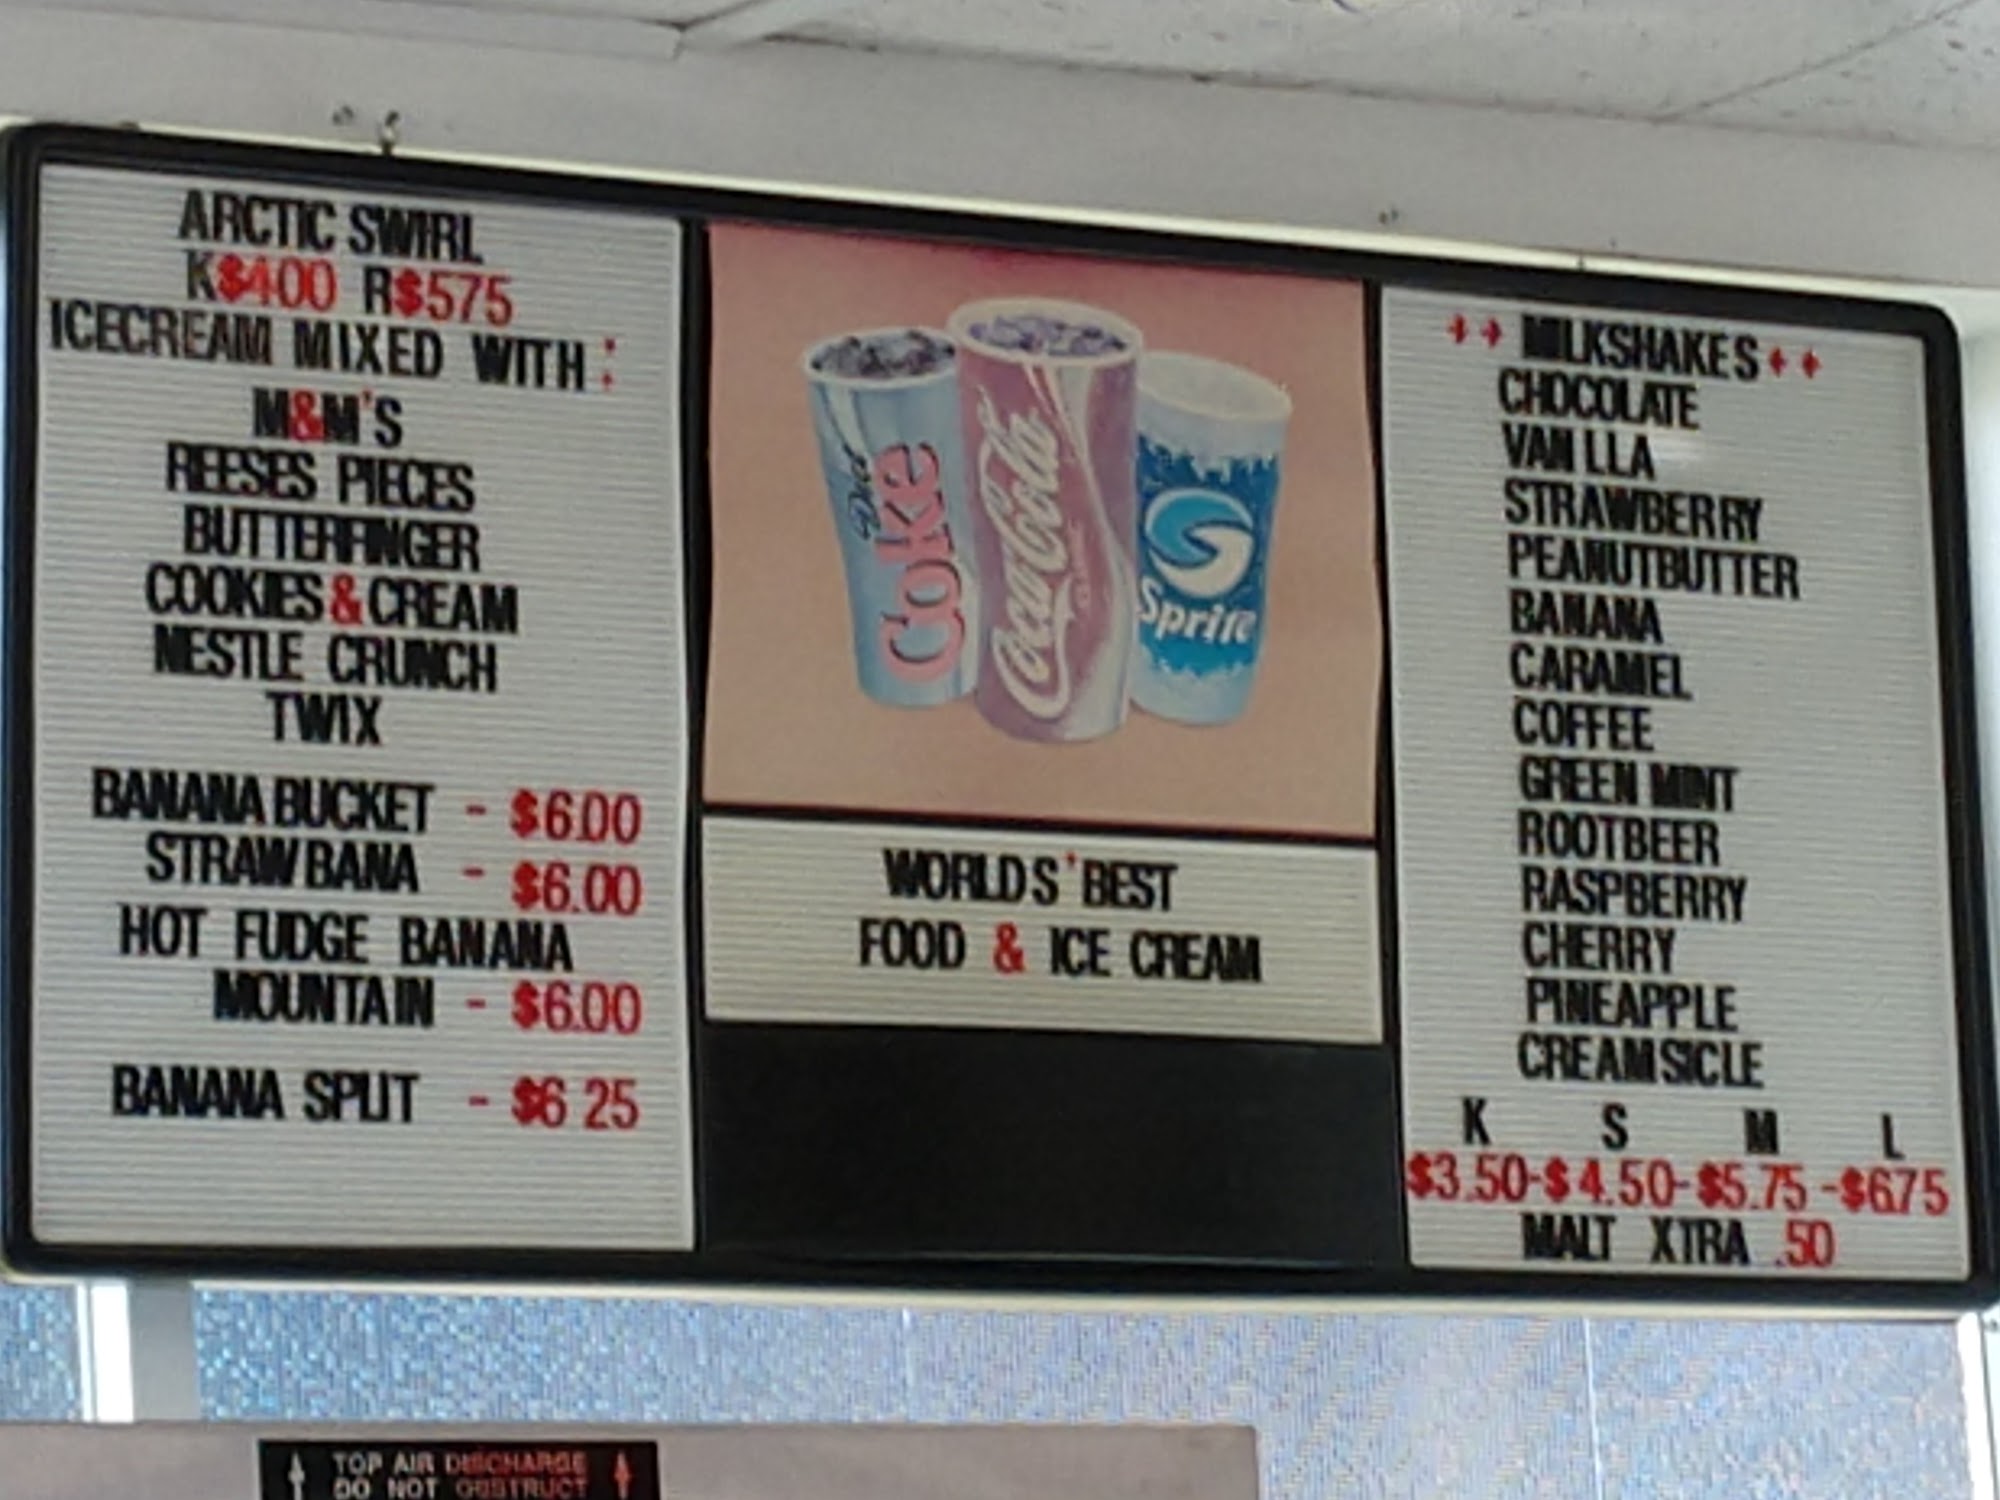 ARCTIC SWIRL
K$400 R$575
ICECREAM MIXED WITH:
M&M'S
REESES PIECES
BUTTERFINGER
COOKIES & CREAM
NESTLE CRUNCH
TWIX
BANANA BUCKET - $6.00
STRAWBANA - $6.00
HOT FUDGE BANANA
MOUNTAIN - $6.00
BANANA SPLIT - $6 25
Diet
Coke
Coca-Cola
Sprite
WORLDS' BEST
FOOD & ICE CREAM
MILKSHAKES
CHOCOLATE
VANILLA
STRAWBERRY
PEANUTBUTTER
BANANA
CARAMEL
COFFEE
GREEN MINT
ROOTBEER
RASPBERRY
CHERRY
PINEAPPLE
CREAMSICLE
K S M L
$3.50-$4.50-$5.75-$6.75
MALT XTRA .50
TOP AIR DISCHARGE
DO NOT OBSTRUCT